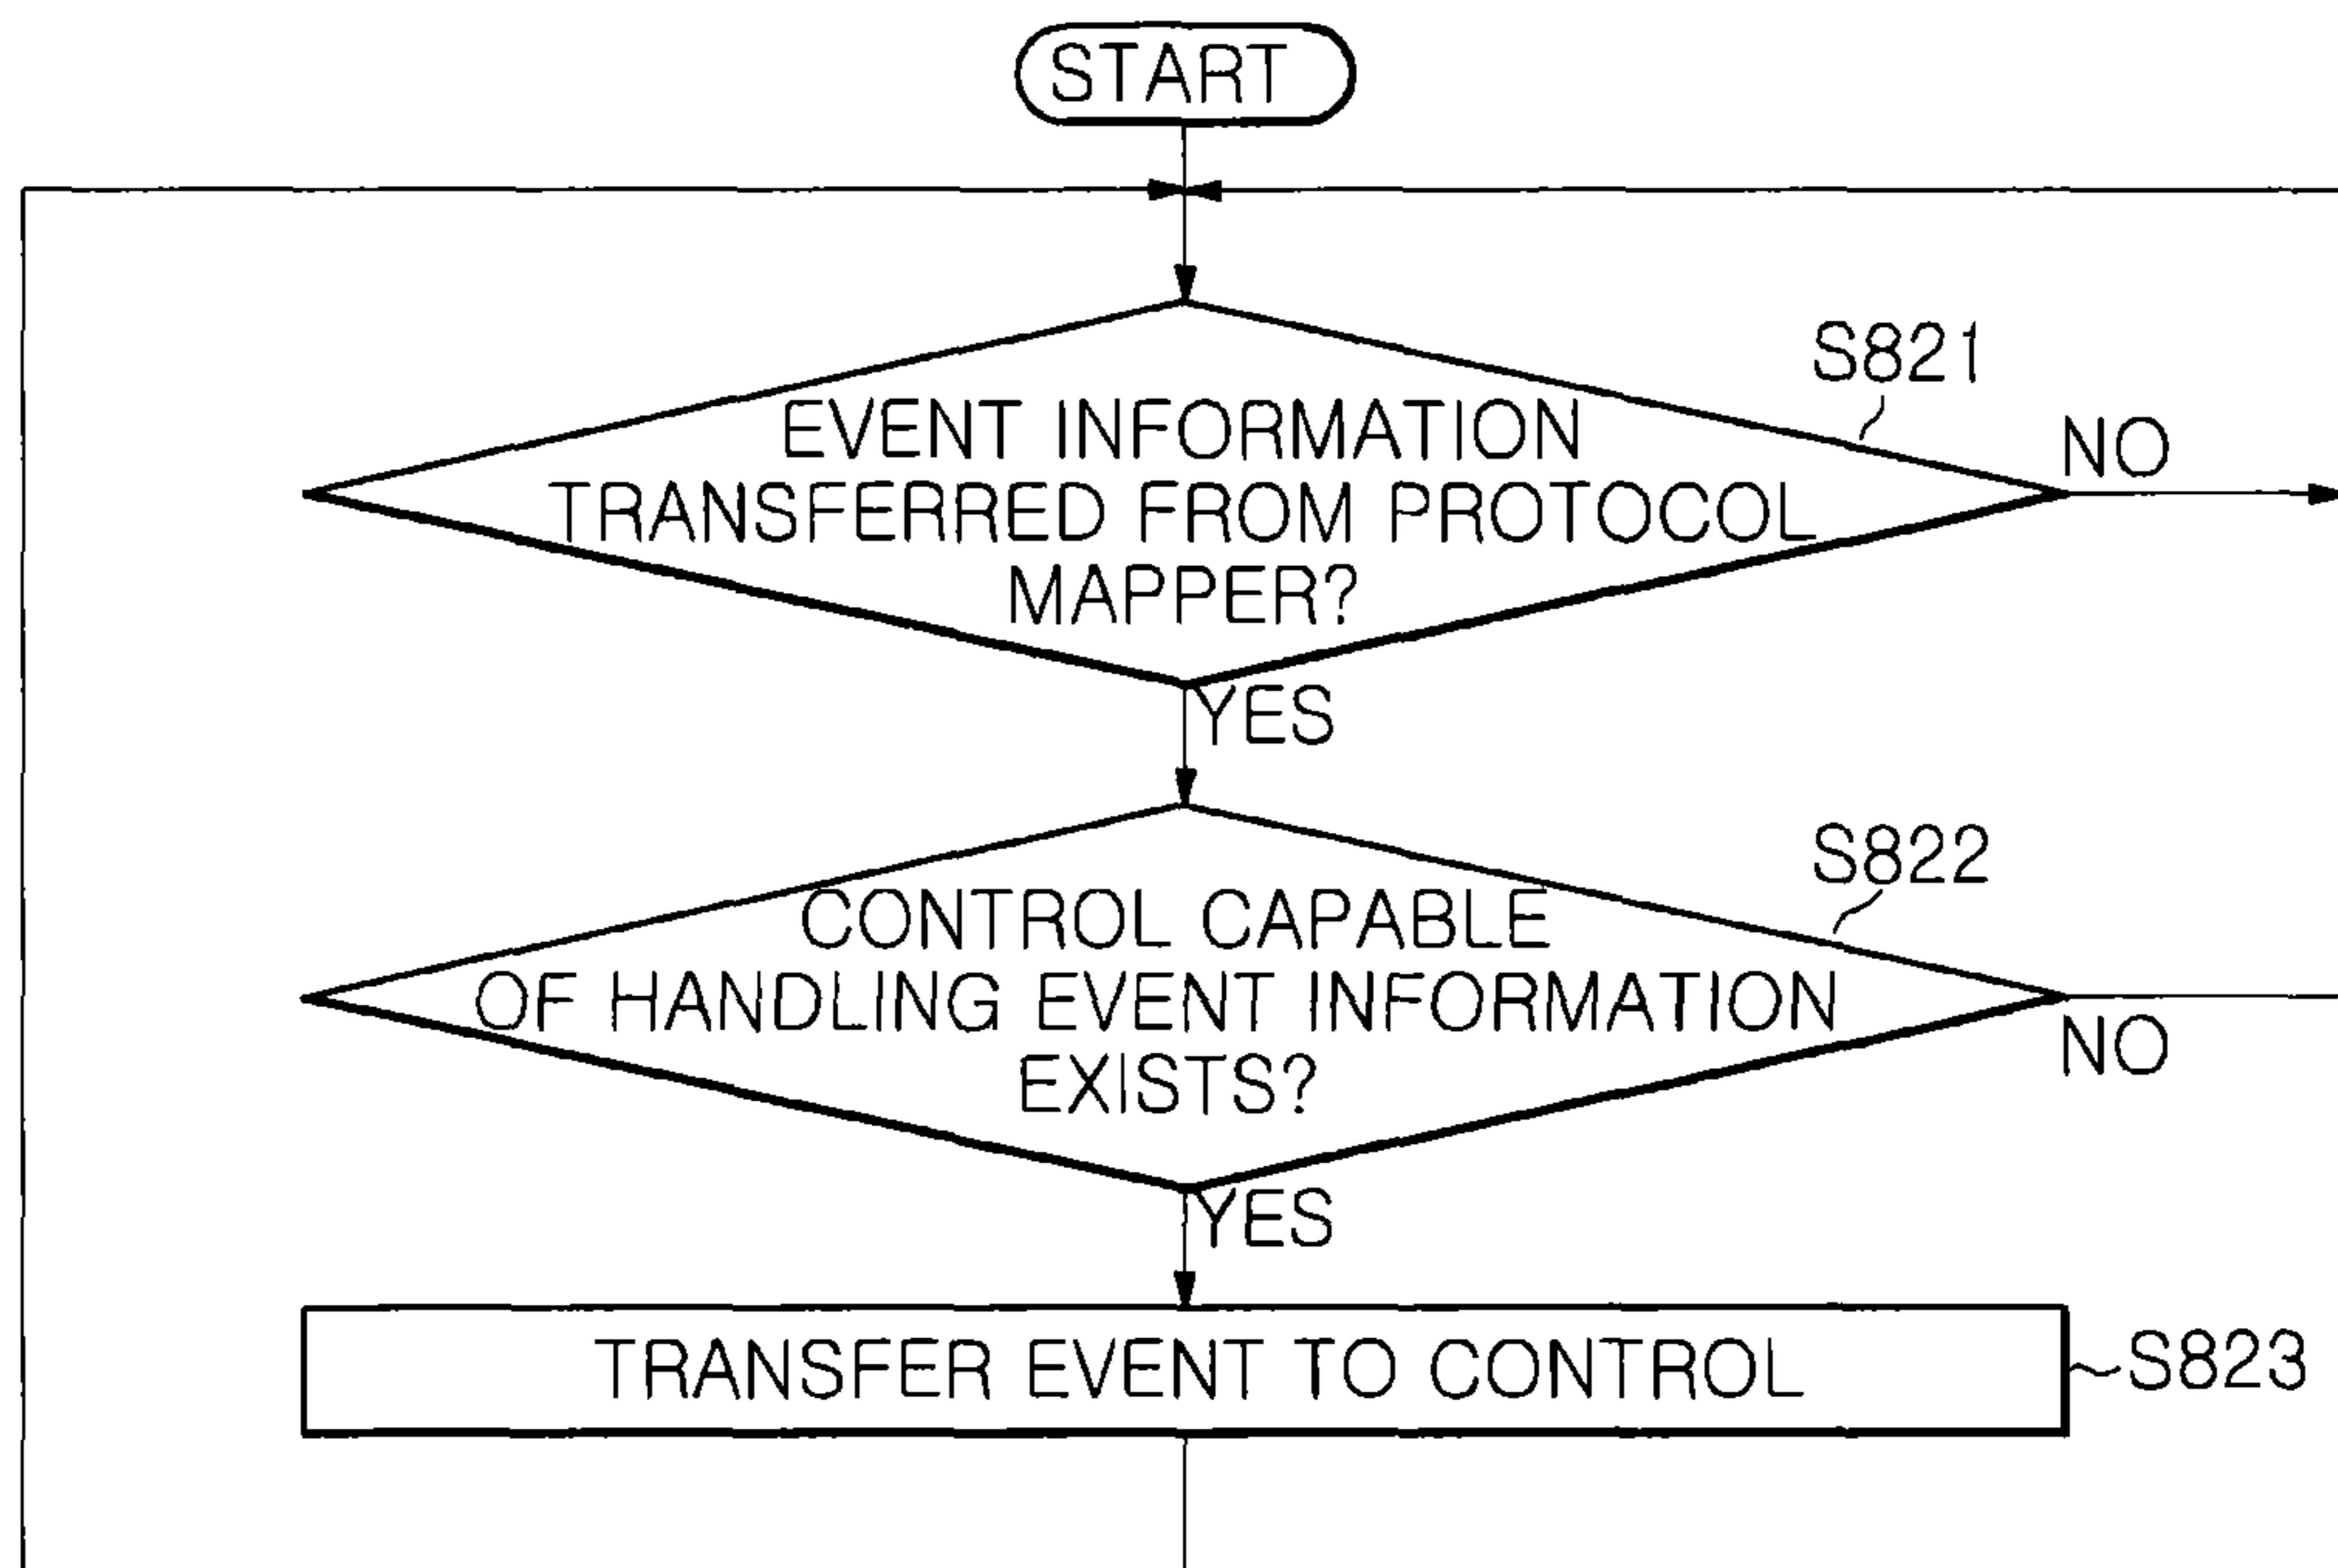 START
S821
EVENT INFORMATION
TRANSFERRED FROM PROTOCOL
MAPPER?
NO
YES
S822
CONTROL CAPABLE
OF HANDLING EVENT INFORMATION
EXISTS?
NO
YES
TRANSFER EVENT TO CONTROL
S823